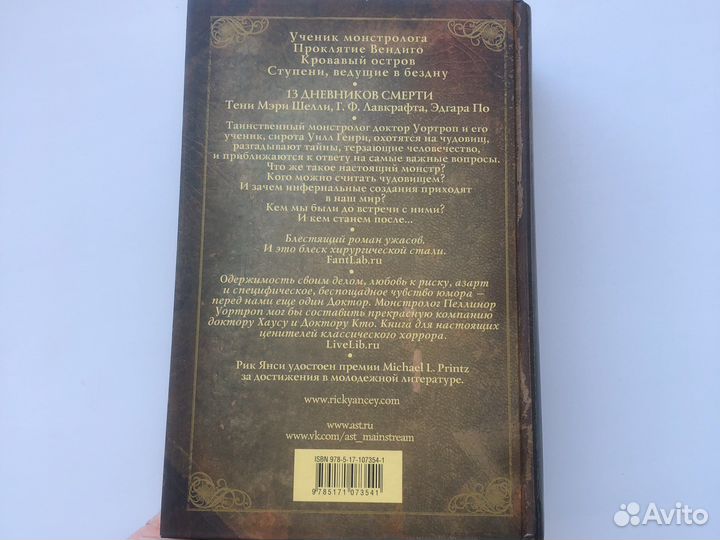 Ученик монстролога
Проклятие Вендиго
Кровавый остров
Ступени, ведущие в бездну
•
13 ДНЕВНИКОВ СМЕРТИ
Тени Мэри Шелли, Г. Ф. Лавкрафта, Эдгара По
•
Таинственный монстролог доктор Уортроп и его
ученик, сирота Уилл Генри, охотятся на чудовищ,
разгадывают тайны, терзающие человечество,
и приближаются к ответу на самые важные вопросы.
Что же такое настоящий монстр?
Кого можно считать чудовищем?
И зачем инфернальные создания приходят
в наш мир?
Кем мы были до встречи с ними?
И кем станем после...
•
Блестящий роман ужасов.
И это блеск хирургической стали.
FantLab.ru
•
Одержимость своим делом, любовь к риску, азарт
и специфическое, беспощадное чувство юмора —
перед нами еще один Доктор. Монстролог Пеллинор
Уортроп мог бы составить прекрасную компанию
доктору Хаусу и Доктору Кто. Книга для настоящих
ценителей классического хоррора.
LiveLib.ru
•
Рик Янси удостоен премии Michael L. Printz
за достижения в молодежной литературе.
www.rickyancey.com
www.ast.ru
www.vk.com/ast_mainstream
ISBN 978-5-17-107354-1
9785171073541
Avito